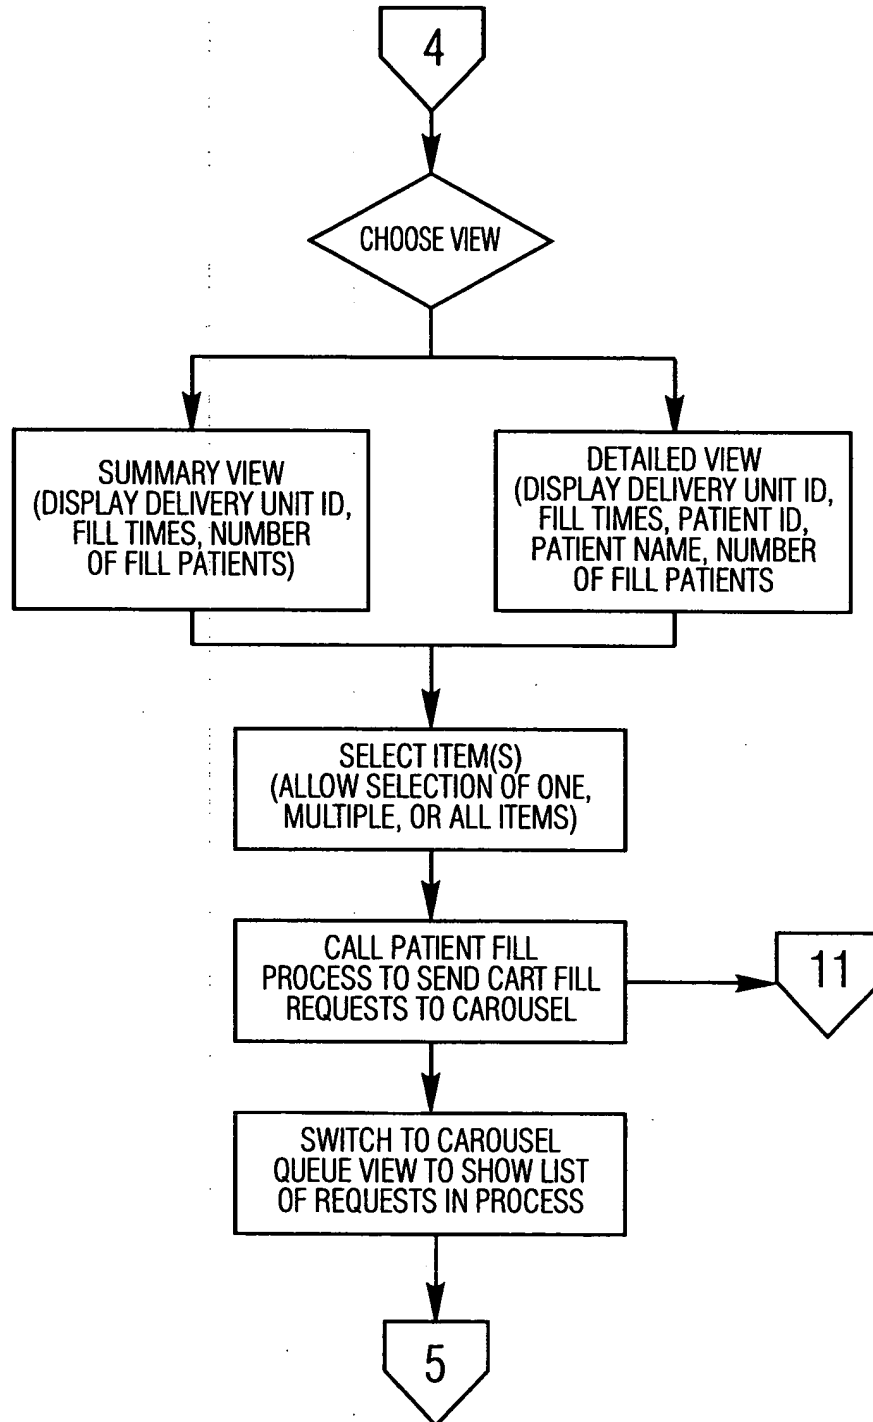 4
CHOOSE VIEW
SUMMARY VIEW
(DISPLAY DELIVERY UNIT ID,
FILL TIMES, NUMBER
OF FILL PATIENTS)
DETAILED VIEW
(DISPLAY DELIVERY UNIT ID,
FILL TIMES, PATIENT ID,
PATIENT NAME, NUMBER
OF FILL PATIENTS
SELECT ITEM(S)
(ALLOW SELECTION OF ONE,
MULTIPLE, OR ALL ITEMS)
CALL PATIENT FILL
PROCESS TO SEND CART FILL
REQUESTS TO CAROUSEL
11
SWITCH TO CAROUSEL
QUEUE VIEW TO SHOW LIST
OF REQUESTS IN PROCESS
5